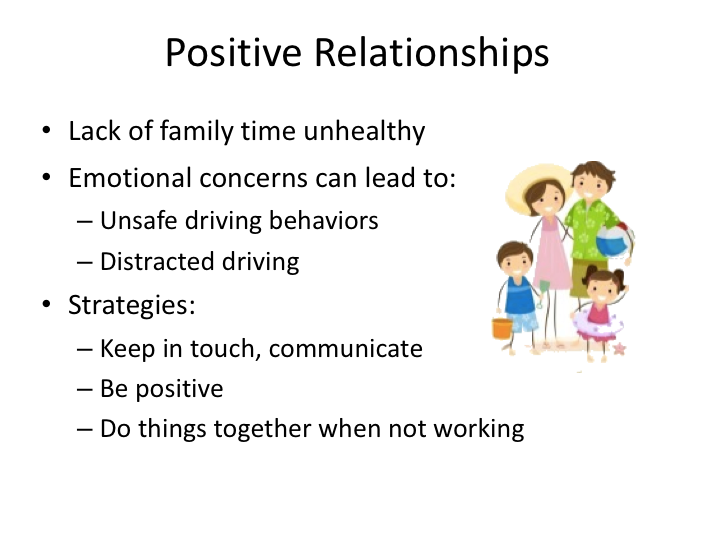 Positive Relationships
• Lack of family time unhealthy
• Emotional concerns can lead to:
– Unsafe driving behaviors
– Distracted driving
• Strategies:
– Keep in touch, communicate
– Be positive
– Do things together when not working